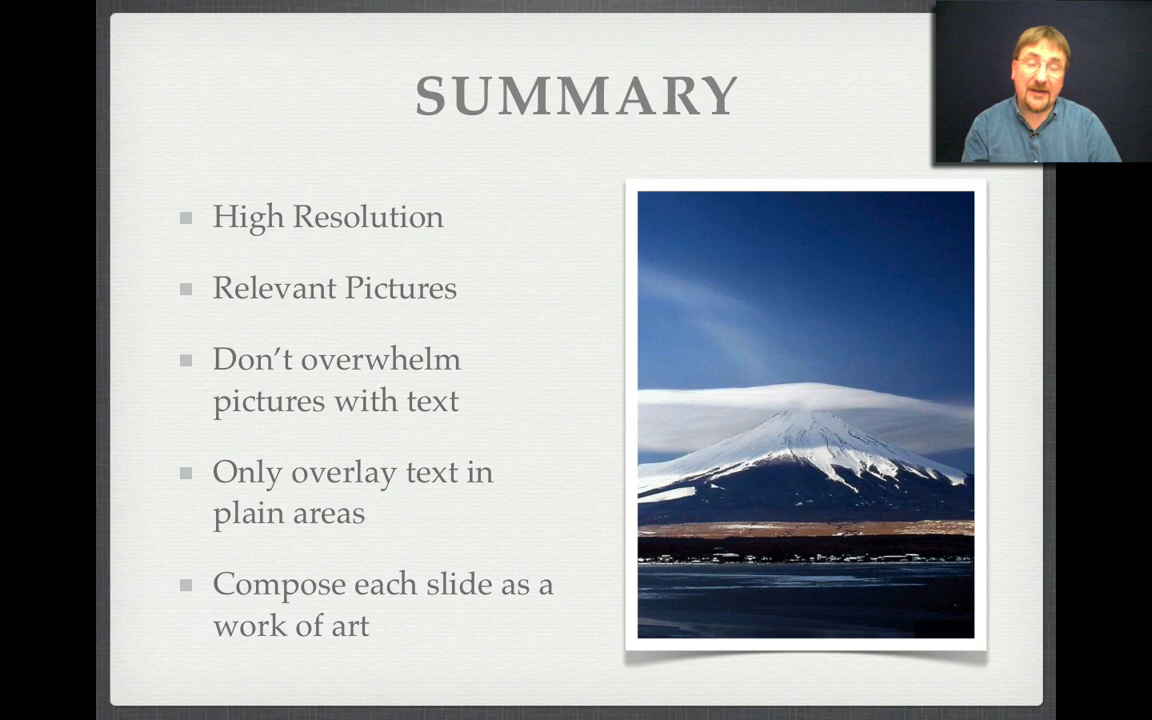 SUMMARY
High Resolution
Relevant Pictures
Don’t overwhelm
pictures with text
Only overlay text in
plain areas
Compose each slide as a
work of art